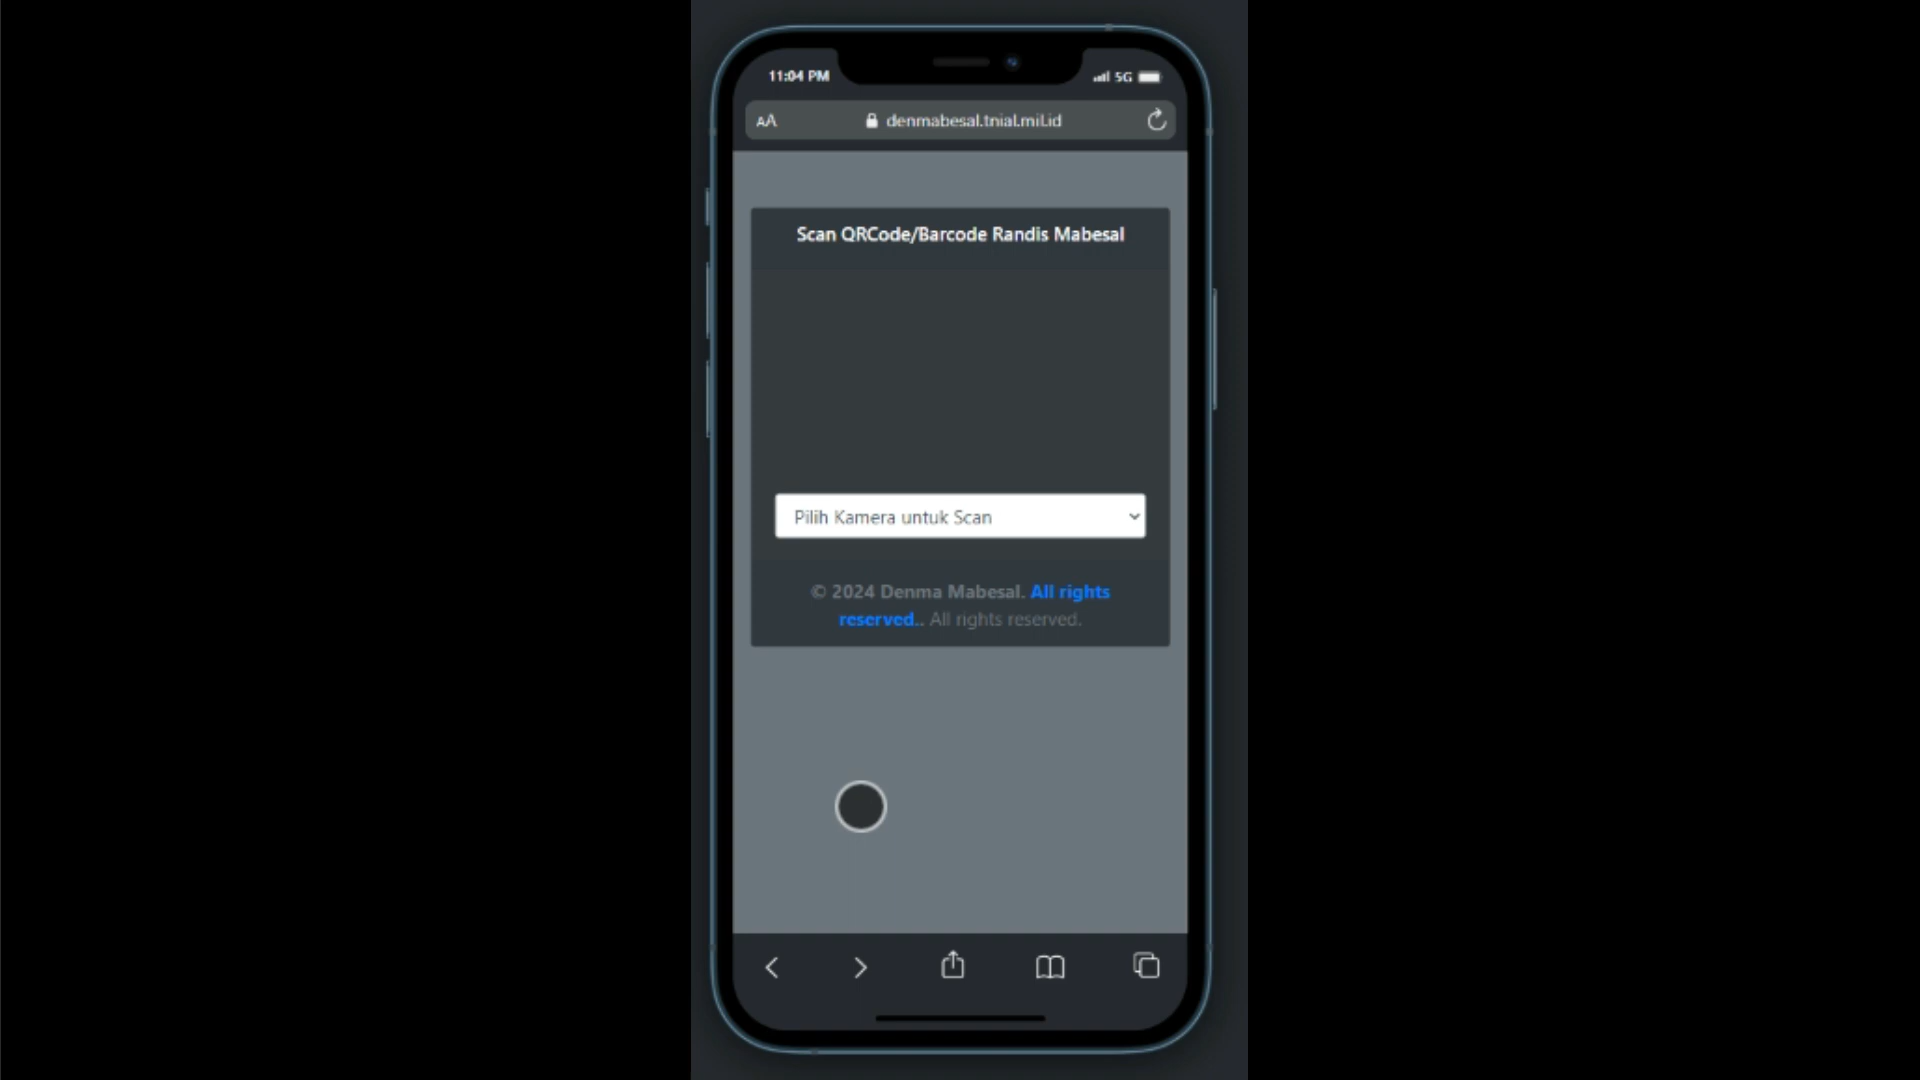 11:04 PM
5G
AA
denmabesal.tnial.mil.id
Scan QRCode/Barcode Randis Mabesal
Pilih Kamera untuk Scan
© 2024 Denma Mabesal. All rights
reserved.. All rights reserved.